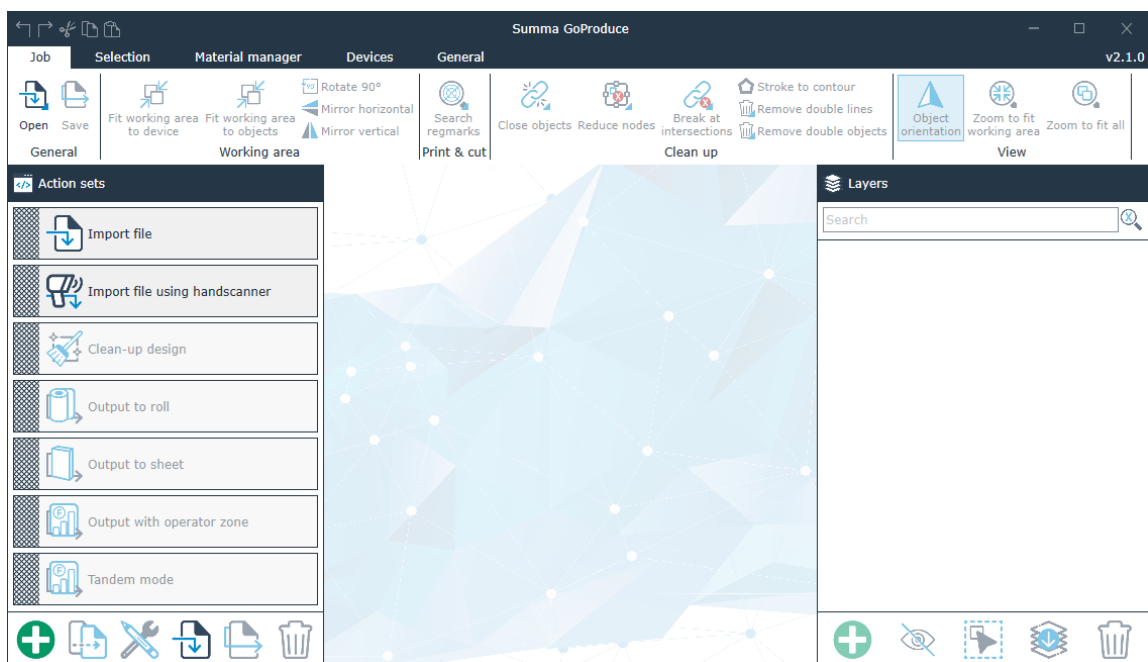 Summa GoProduce
Job Selection Material manager Devices General v2.1.0
Open
Save
General
Fit working area
to device
Fit working area
to objects
Rotate 90°
Mirror horizontal
Mirror vertical
Working area
Search
regmarks
Print & cut
Close objects
Reduce nodes
Break at
intersections
Stroke to contour
Remove double lines
Remove double objects
Clean up
Object
orientation
Zoom to fit
working area
Zoom to fit all
View
Action sets
Import file
Import file using handscanner
Clean-up design
Output to roll
Output to sheet
Output with operator zone
Tandem mode
Layers
Search